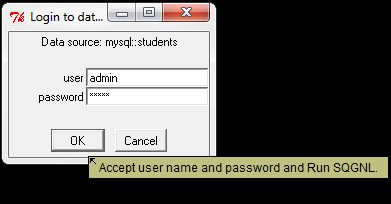 Login to dat...
Data source: mysql::students
user admin
password *****
OK Cancel
Accept user name and password and Run SQGNL.